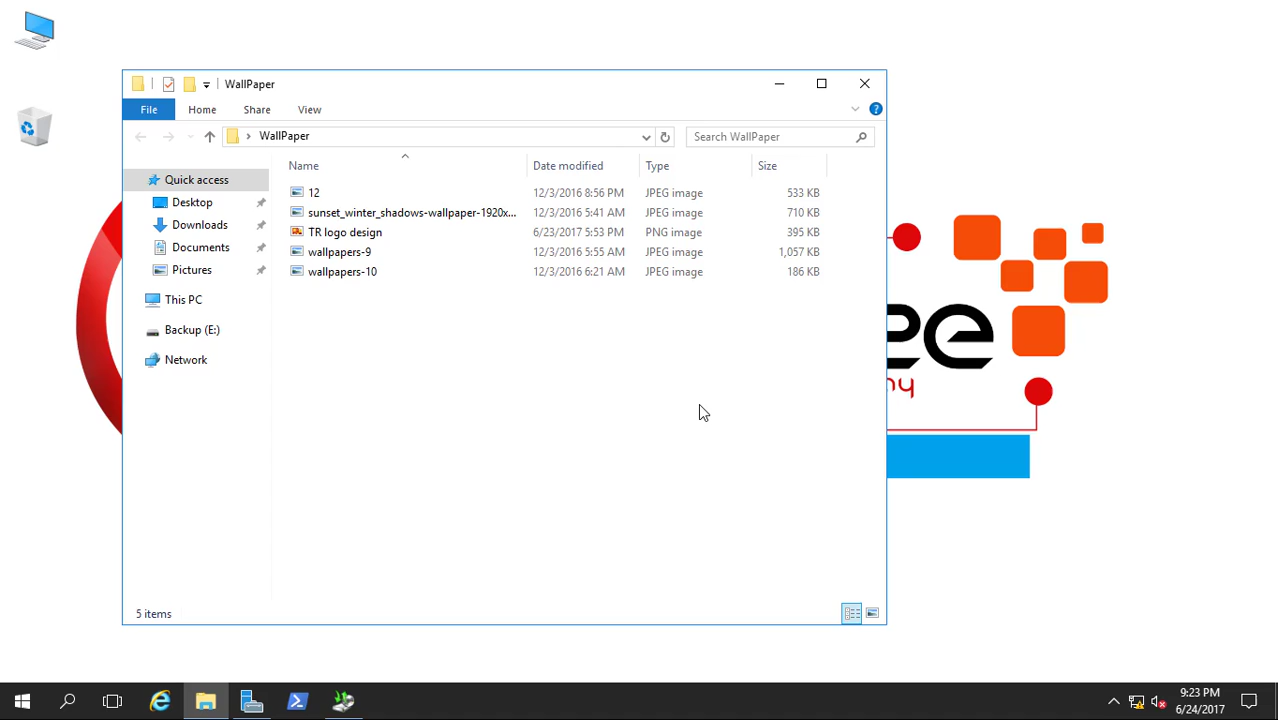 WallPaper
File Home Share View
WallPaper
Search WallPaper
Name Date modified Type Size
Quick access
Desktop
Downloads
Documents
Pictures
This PC
Backup (E:)
Network
12 12/3/2016 8:56 PM JPEG image 533 KB
sunset_winter_shadows-wallpaper-1920x... 12/3/2016 5:41 AM JPEG image 710 KB
TR logo design 6/23/2017 5:53 PM PNG image 395 KB
wallpapers-9 12/3/2016 5:55 AM JPEG image 1,057 KB
wallpapers-10 12/3/2016 6:21 AM JPEG image 186 KB
5 items
9:23 PM
6/24/2017